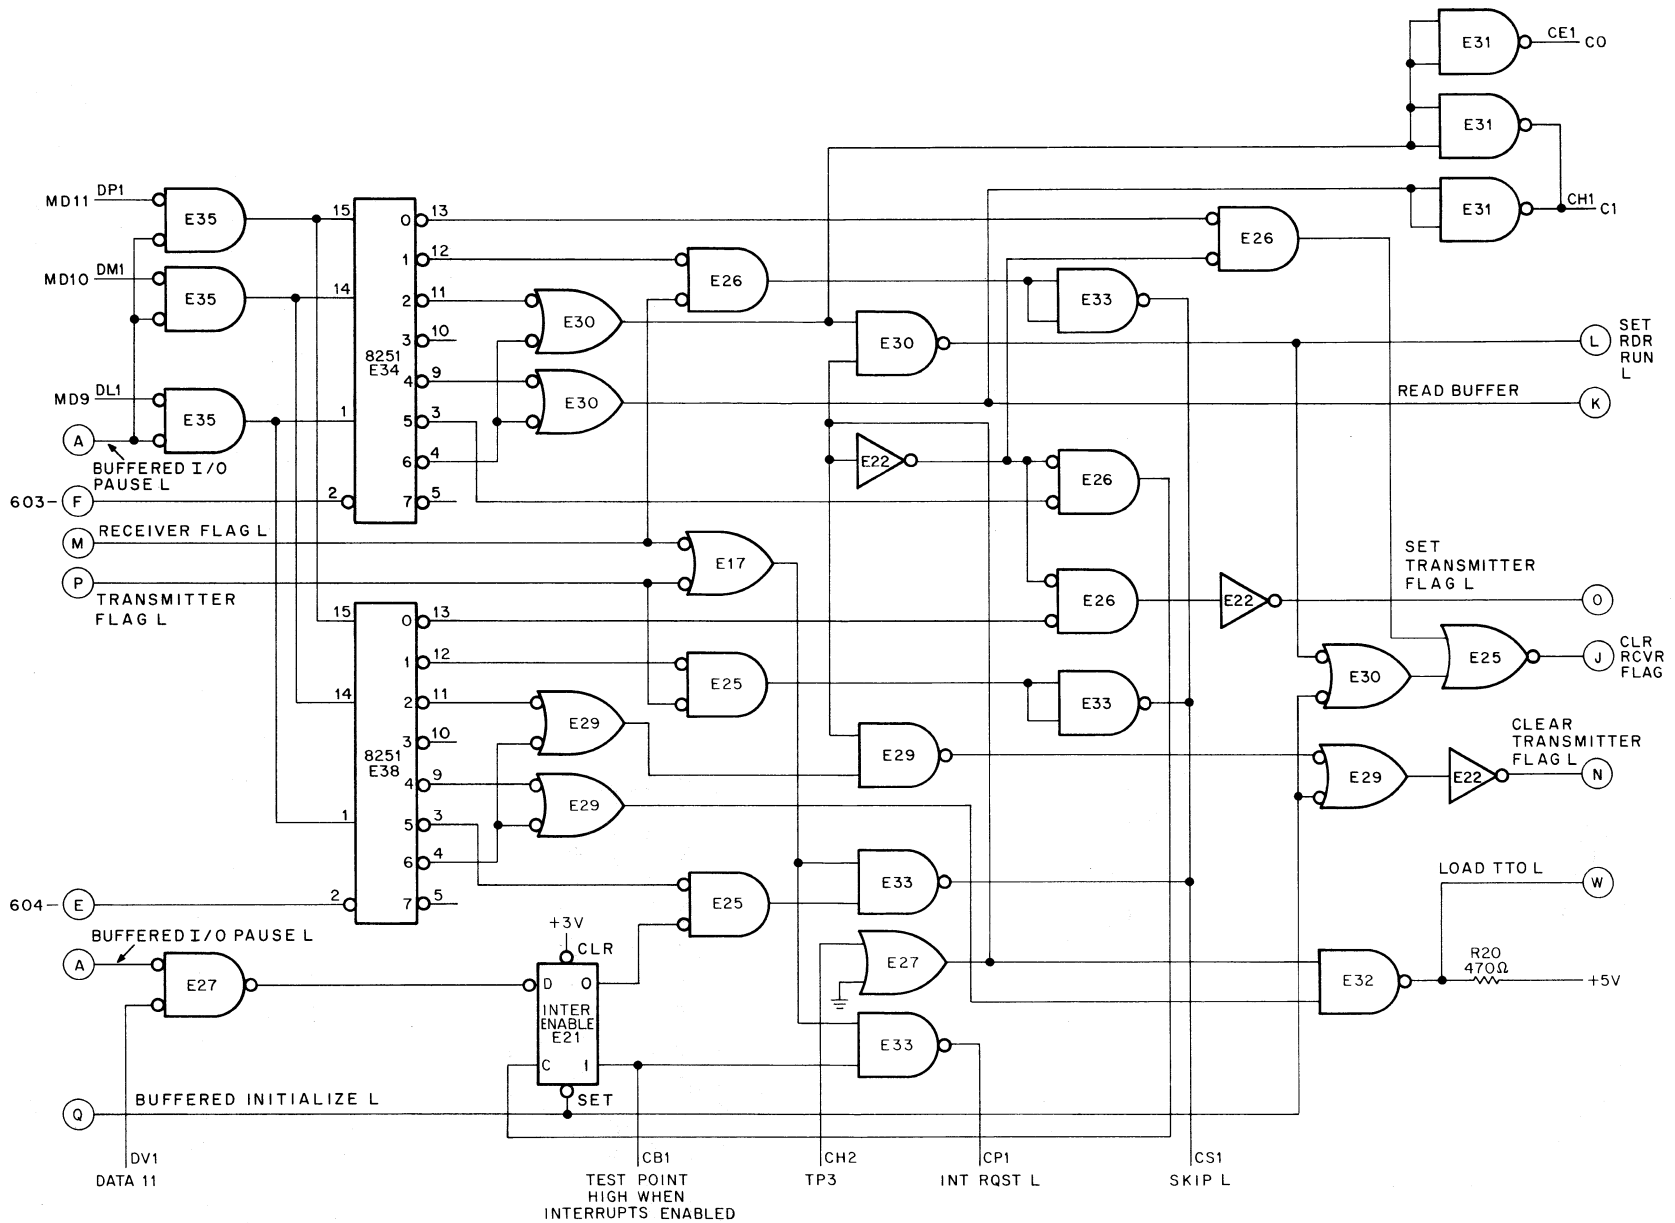 E31
CE1
C0
E31
E31
CH1
C1
MD11
DP1
E35
MD10
DM1
E35
MD9
DL1
E35
A
BUFFERED I/O
PAUSE L
603-
F
15
14
1
2
8251
E34
0
13
1
12
2
11
3
10
4
9
5
3
6
4
7
5
E26
E26
E30
E30
E33
E30
L
SET
RDR
RUN
L
READ BUFFER
K
E22
E26
M
RECEIVER FLAG L
P
TRANSMITTER
FLAG L
E17
E26
E22
SET
TRANSMITTER
FLAG L
O
15
14
1
2
8251
E38
0
13
1
12
2
11
3
10
4
9
5
3
6
4
7
5
604-
E
E25
E33
E30
E25
J
CLR
RCVR
FLAG
E29
E29
E29
E29
E22
CLEAR
TRANSMITTER
FLAG L
N
E25
E33
LOAD TTO L
W
BUFFERED I/O PAUSE L
A
E27
+3V
CLR
D
0
INTER
ENABLE
E21
C
1
SET
E27
E33
E32
R20
470Ω
+5V
Q
BUFFERED INITIALIZE L
DV1
DATA 11
CB1
TEST POINT
HIGH WHEN
INTERRUPTS ENABLED
CH2
TP3
CP1
INT RQST L
CS1
SKIP L